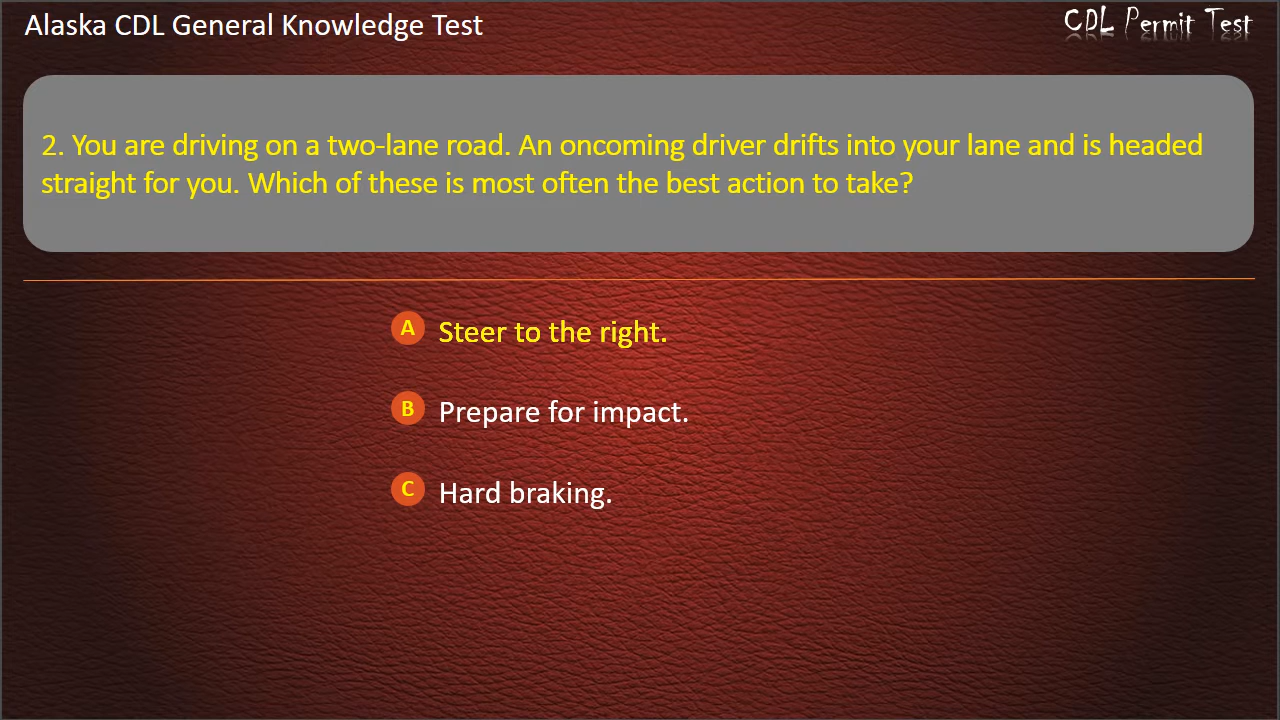 Alaska CDL General Knowledge Test
CDL Permit Test
2. You are driving on a two-lane road. An oncoming driver drifts into your lane and is headed
straight for you. Which of these is most often the best action to take?
A Steer to the right.
B Prepare for impact.
C Hard braking.